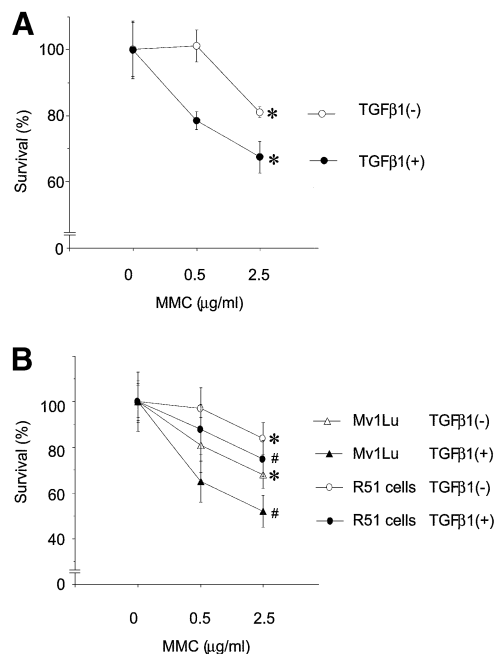 A
Survival (%)
100
80
60
0
*
*
TGFβ1(-)
TGFβ1(+)
0 0.5 2.5
MMC (μg/ml)
B
Survival (%)
100
80
60
40
0
*
#
*
#
Mv1Lu TGFβ1(-)
Mv1Lu TGFβ1(+)
R51 cells TGFβ1(-)
R51 cells TGFβ1(+)
0 0.5 2.5
MMC (μg/ml)